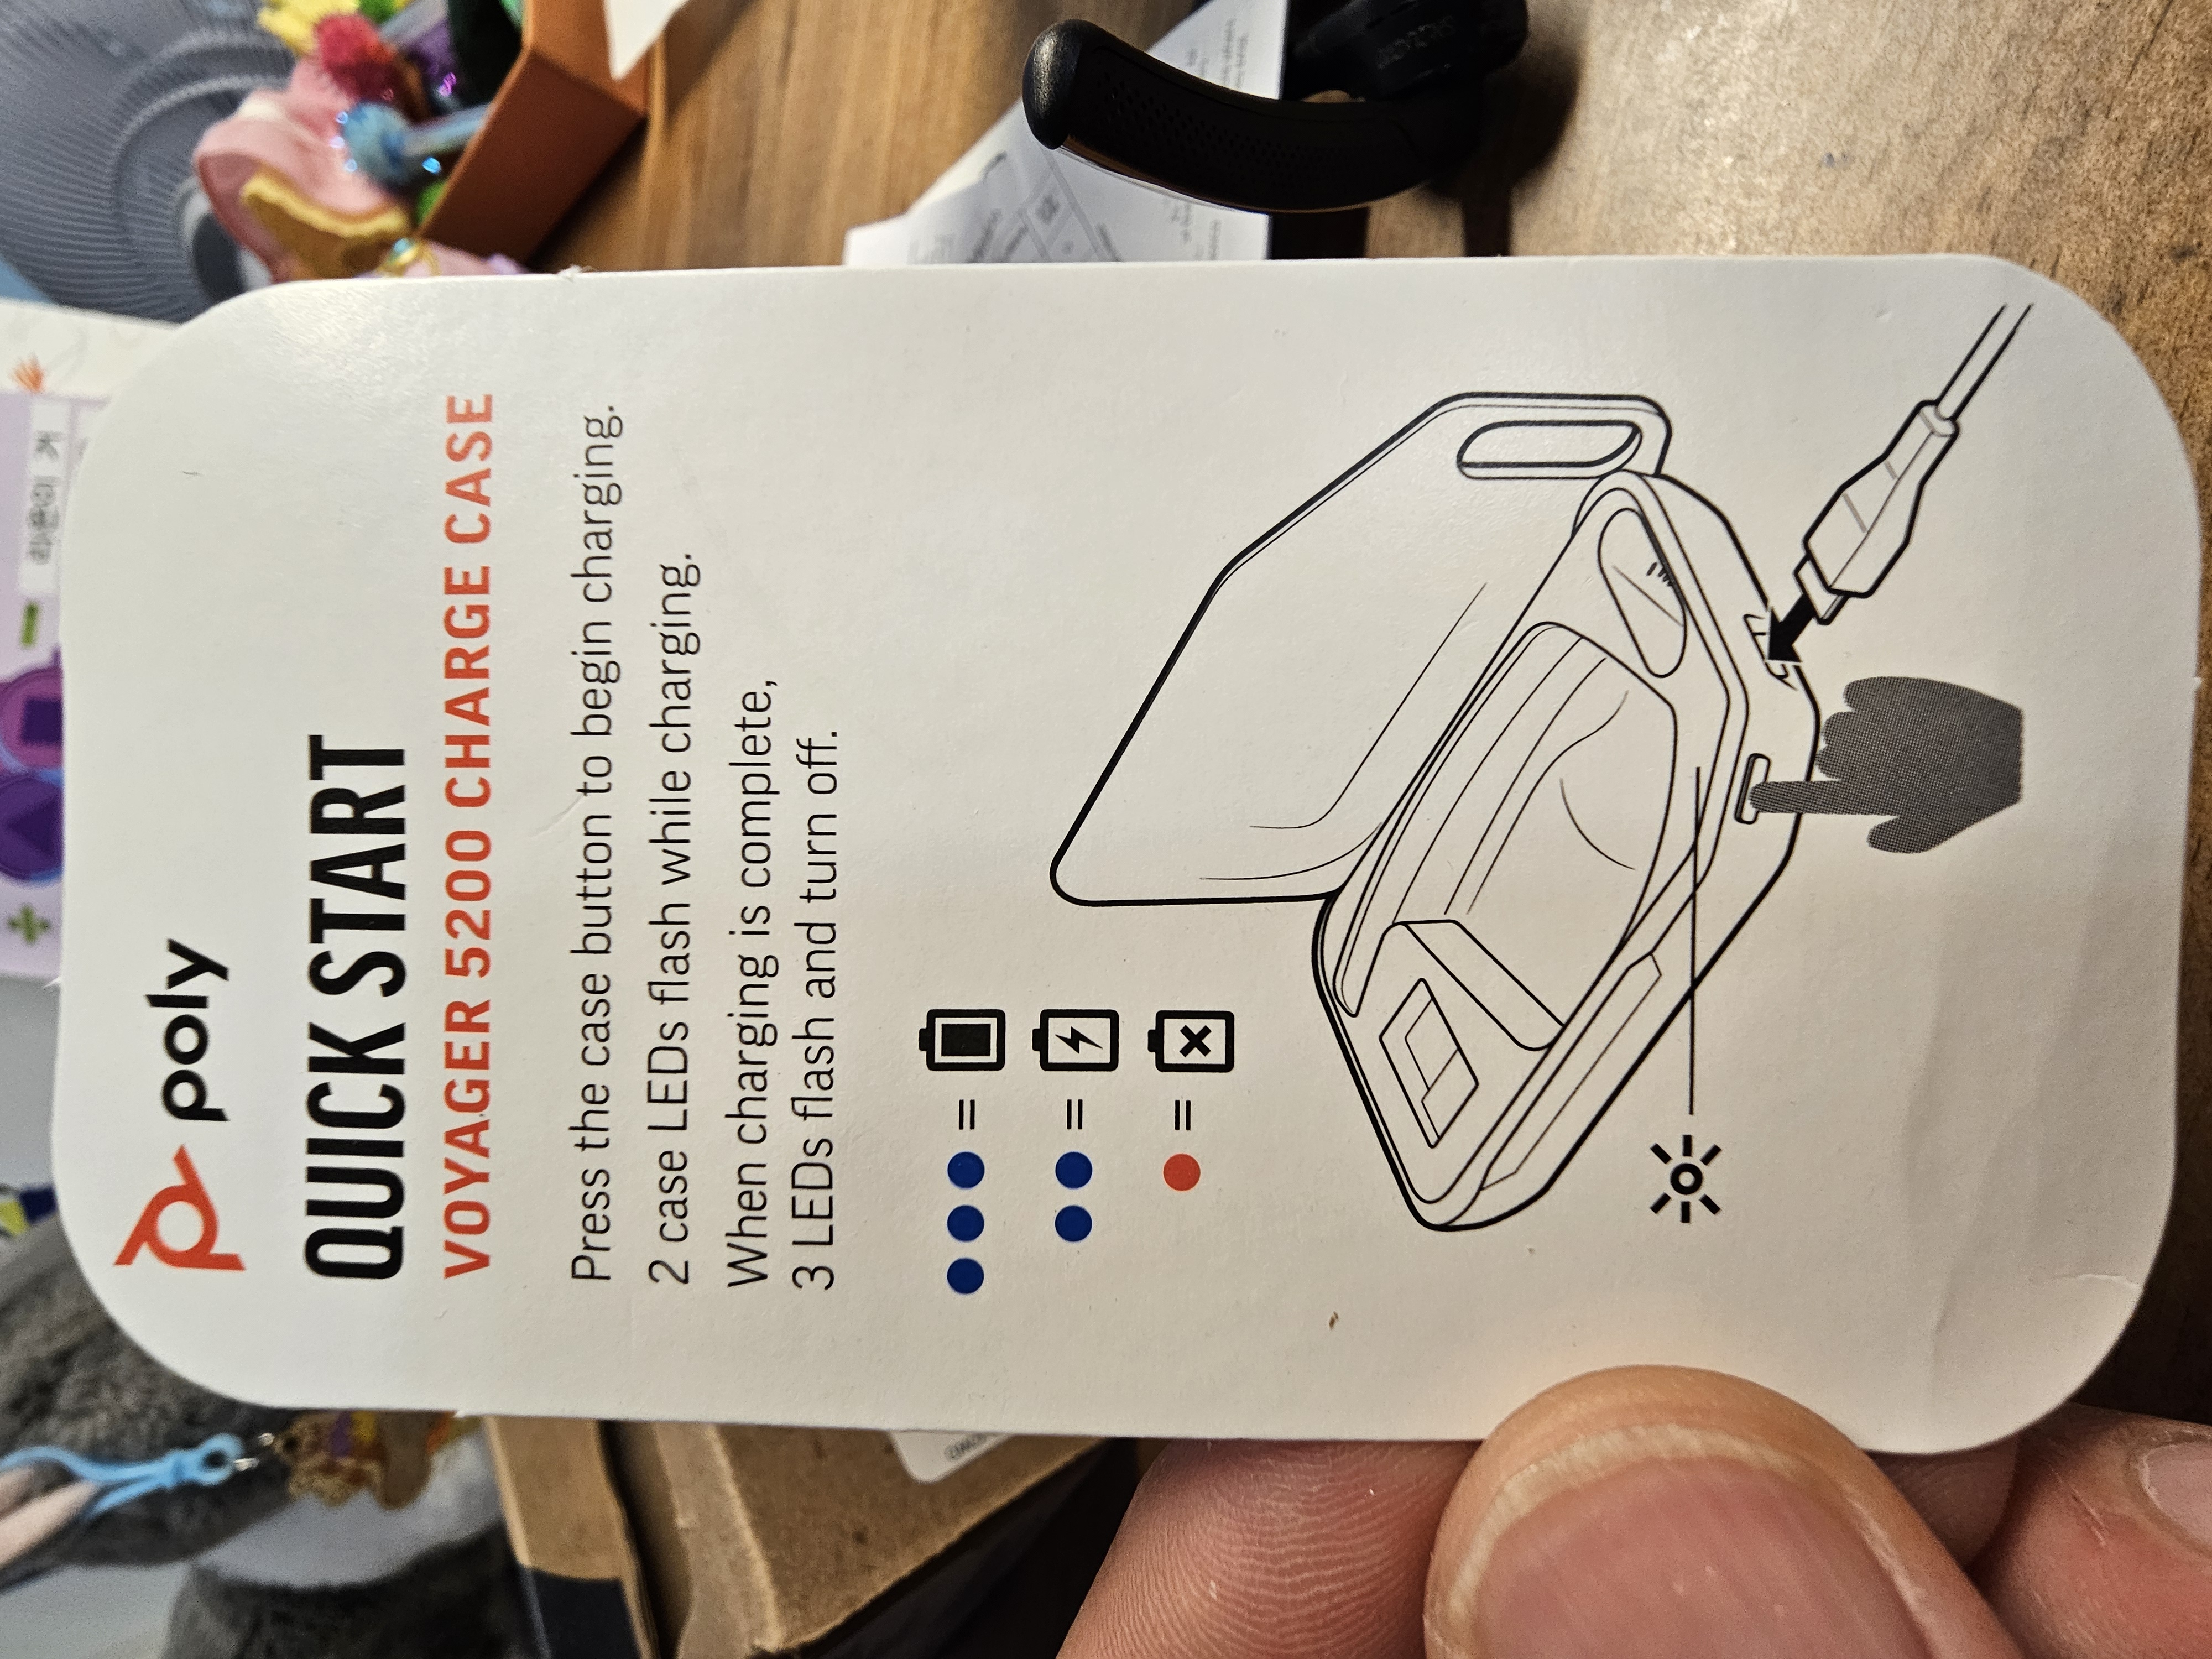 poly
QUICK START
VOYAGER 5200 CHARGE CASE
Press the case button to begin charging.
2 case LEDs flash while charging.
When charging is complete,
3 LEDs flash and turn off.
=
=
=